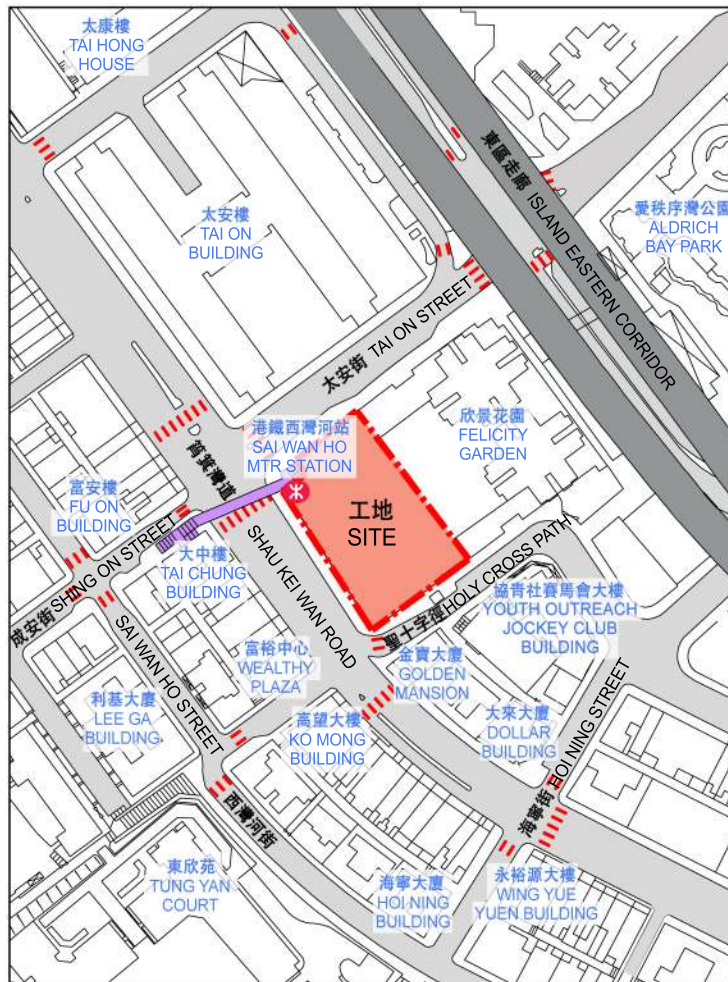 太康樓
TAI HONG
HOUSE
東區走廊 ISLAND EASTERN CORRIDOR
愛秩序灣公園
ALDRICH
BAY PARK
太安樓
TAI ON
BUILDING
太安街 TAI ON STREET
港鐵西灣河站
SAI WAN HO
MTR STATION
欣景花園
FELICITY
GARDEN
筲箕灣道
SHAU KEI WAN ROAD
富安樓
FU ON
BUILDING
工地
SITE
成安街 SHING ON STREET
大中樓
TAI CHUNG
BUILDING
聖十字徑 HOLY CROSS PATH
協青社賽馬會大樓
YOUTH OUTREACH
JOCKEY CLUB
BUILDING
SAI WAN HO STREET
西灣河街
富裕中心
WEALTHY
PLAZA
金寶大廈
GOLDEN
MANSION
利基大廈
LEE GA
BUILDING
高望大樓
KO MONG
BUILDING
大來大廈
DOLLAR
BUILDING
海寧街 HOI NING STREET
東欣苑
TUNG YAN
COURT
海寧大廈
HOI NING
BUILDING
永裕源大樓
WING YUE
YUEN BUILDING